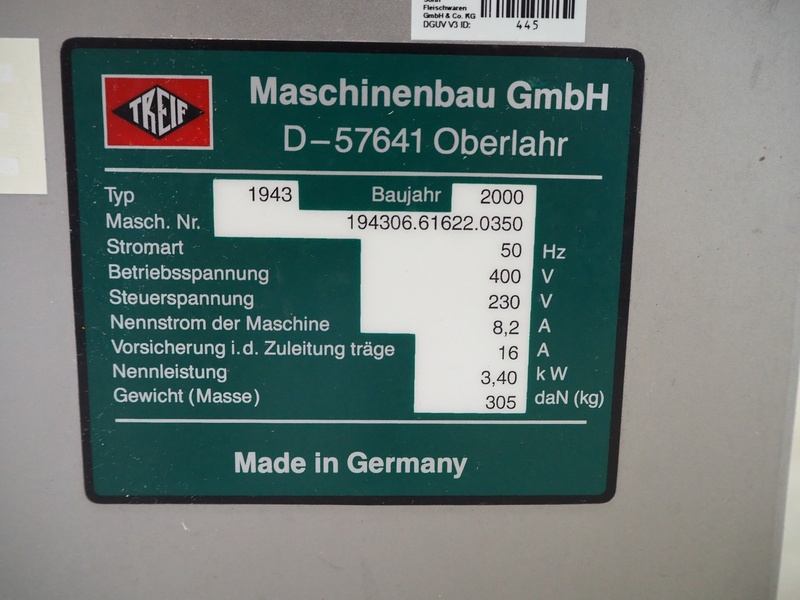 Fleischwaren
GmbH & Co. KG
DGUV V3 ID:
445
TREIF
Maschinenbau GmbH
D-57641 Oberlahr
Typ 1943 Baujahr 2000
Masch. Nr. 194306.61622.0350
Stromart 50 Hz
Betriebsspannung 400 V
Steuerspannung 230 V
Nennstrom der Maschine 8,2 A
Vorsicherung i.d. Zuleitung träge 16 A
Nennleistung 3,40 kW
Gewicht (Masse) 305 daN (kg)
Made in Germany